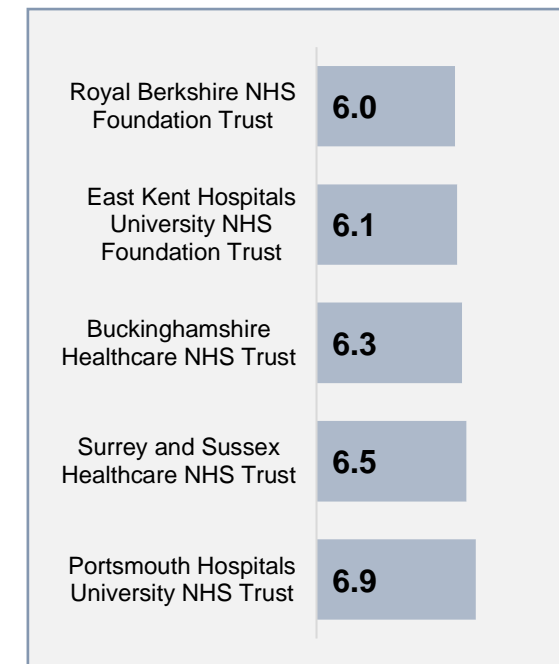 Royal Berkshire NHS
Foundation Trust
6.0
East Kent Hospitals
University NHS
Foundation Trust
6.1
Buckinghamshire
Healthcare NHS Trust
6.3
Surrey and Sussex
Healthcare NHS Trust
6.5
Portsmouth Hospitals
University NHS Trust
6.9